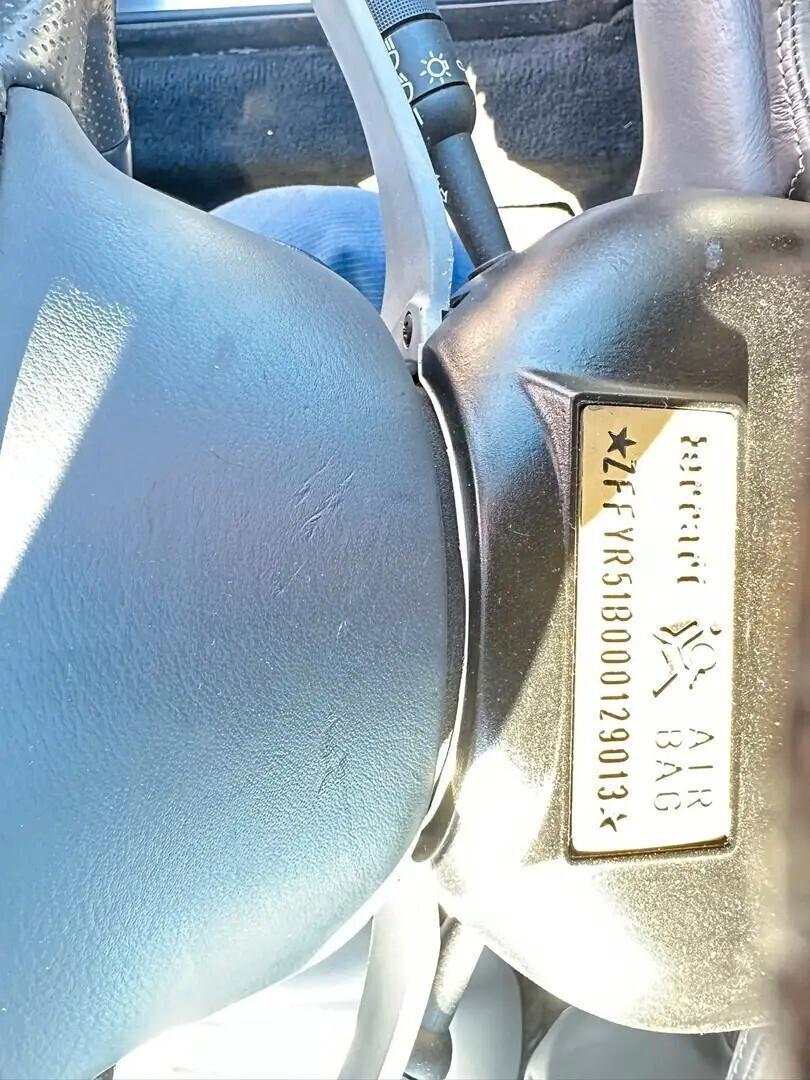 ferrari
AIR
BAG
★ZFFYR51B000129013★